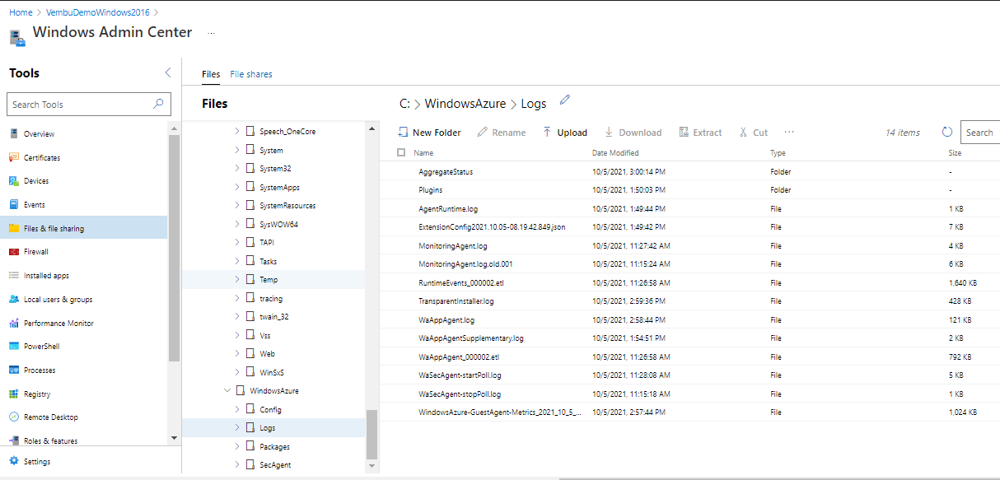 Home > VembuDemoWindows2016 >
Windows Admin Center ...
Tools
Search Tools
Overview
Certificates
Devices
Events
Files & file sharing
Firewall
Installed apps
Local users & groups
Performance Monitor
PowerShell
Processes
Registry
Remote Desktop
Roles & features
Settings
Files File shares
Files
Speech_OneCore
System
System32
SystemApps
SystemResources
SysWOW64
TAPI
Tasks
Temp
tracing
twain_32
Vss
Web
WinSxS
WindowsAzure
Config
Logs
Packages
SecAgent
C: > WindowsAzure > Logs
New Folder Rename Upload Download Extract Cut ... 14 items Search
Name Date Modified Type Size
AggregateStatus 10/5/2021, 3:00:14 PM Folder -
Plugins 10/5/2021, 1:50:03 PM Folder -
AgentRuntime.log 10/5/2021, 1:49:44 PM File 1 KB
ExtensionConfig2021.10.05-08.19.42.849.json 10/5/2021, 1:49:42 PM File 7 KB
MonitoringAgent.log 10/5/2021, 11:27:42 AM File 4 KB
MonitoringAgent.log.old.001 10/5/2021, 11:15:24 AM File 6 KB
RuntimeEvents_000002.etl 10/5/2021, 11:26:58 AM File 1,640 KB
TransparentInstaller.log 10/5/2021, 2:59:36 PM File 428 KB
WaAppAgent.log 10/5/2021, 2:58:44 PM File 121 KB
WaAppAgentSupplementary.log 10/5/2021, 1:54:51 PM File 2 KB
WaAppAgent_000002.etl 10/5/2021, 11:26:58 AM File 792 KB
WaSecAgent-startPoll.log 10/5/2021, 11:28:08 AM File 5 KB
WaSecAgent-stopPoll.log 10/5/2021, 11:15:18 AM File 1 KB
WindowsAzure-GuestAgent-Metrics_2021_10_5_... 10/5/2021, 2:57:44 PM File 1,024 KB